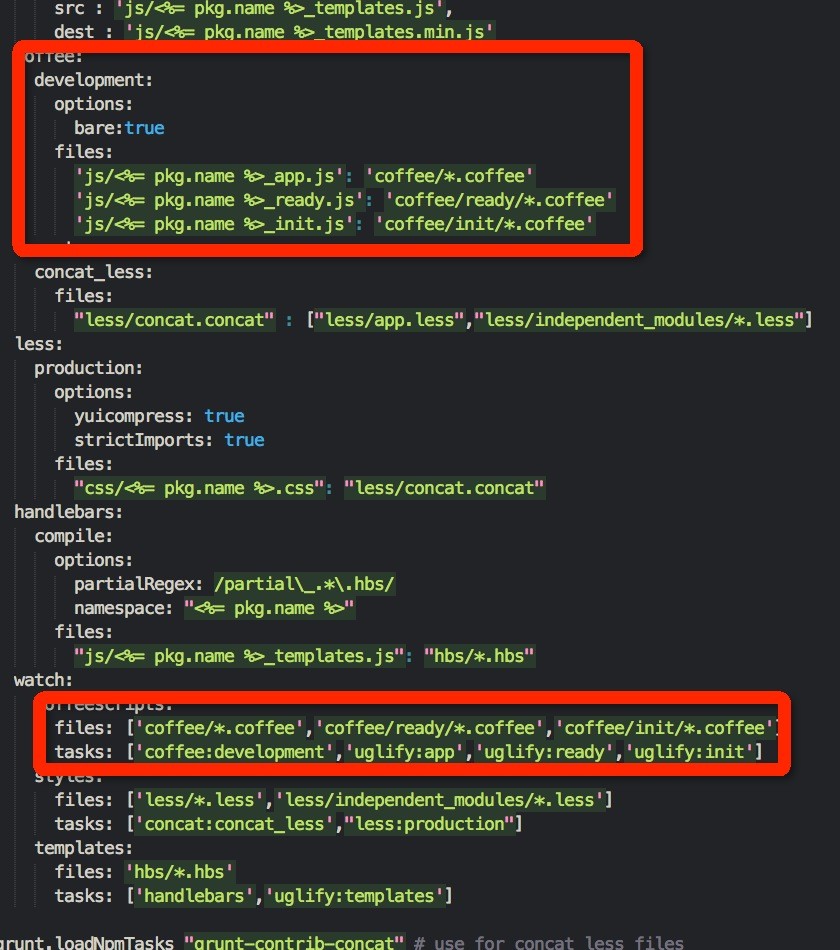 src : 'js/<%= pkg.name %>_templates.js',
dest : 'js/<%= pkg.name %>_templates.min.js'
offee:
development:
options:
bare:true
files:
'js/<%= pkg.name %>_app.js': 'coffee/*.coffee'
'js/<%= pkg.name %>_ready.js': 'coffee/ready/*.coffee'
'js/<%= pkg.name %>_init.js': 'coffee/init/*.coffee'
concat_less:
files:
"less/concat.concat" : ["less/app.less","less/independent_modules/*.less"]
less:
production:
options:
yuicompress: true
strictImports: true
files:
"css/<%= pkg.name %>.css": "less/concat.concat"
handlebars:
compile:
options:
partialRegex: /partial\_.*\.hbs/
namespace: "<%= pkg.name %>"
files:
"js/<%= pkg.name %>_templates.js": "hbs/*.hbs"
watch:
offeescripts:
files: ['coffee/*.coffee','coffee/ready/*.coffee','coffee/init/*.coffee']
tasks: ['coffee:development','uglify:app','uglify:ready','uglify:init']
styles:
files: ['less/*.less','less/independent_modules/*.less']
tasks: ['concat:concat_less',"less:production"]
templates:
files: 'hbs/*.hbs'
tasks: ['handlebars','uglify:templates']
grunt.loadNpmTasks "grunt-contrib-concat" # use for concat less files